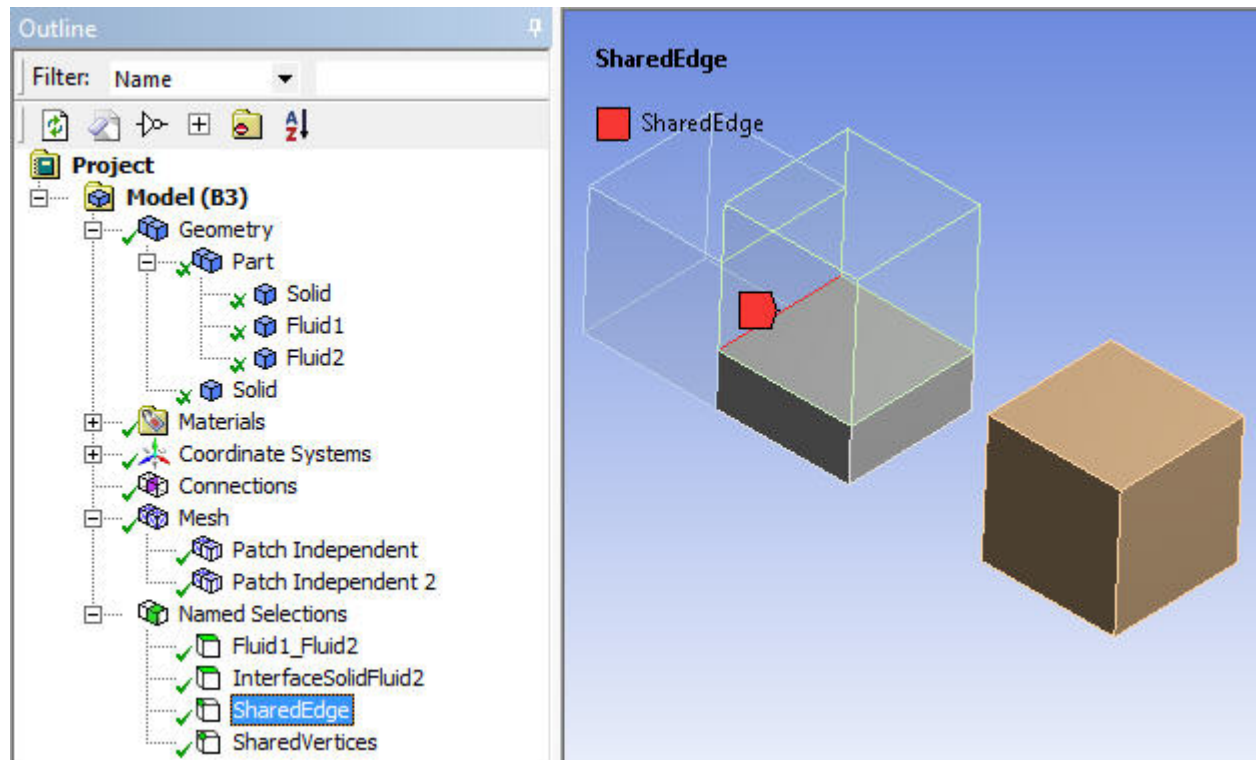 Outline
Filter: Name
Project
Model (B3)
Geometry
Part
Solid
Fluid1
Fluid2
Solid
Materials
Coordinate Systems
Connections
Mesh
Patch Independent
Patch Independent 2
Named Selections
Fluid1_Fluid2
InterfaceSolidFluid2
SharedEdge
SharedVertices
SharedEdge
SharedEdge